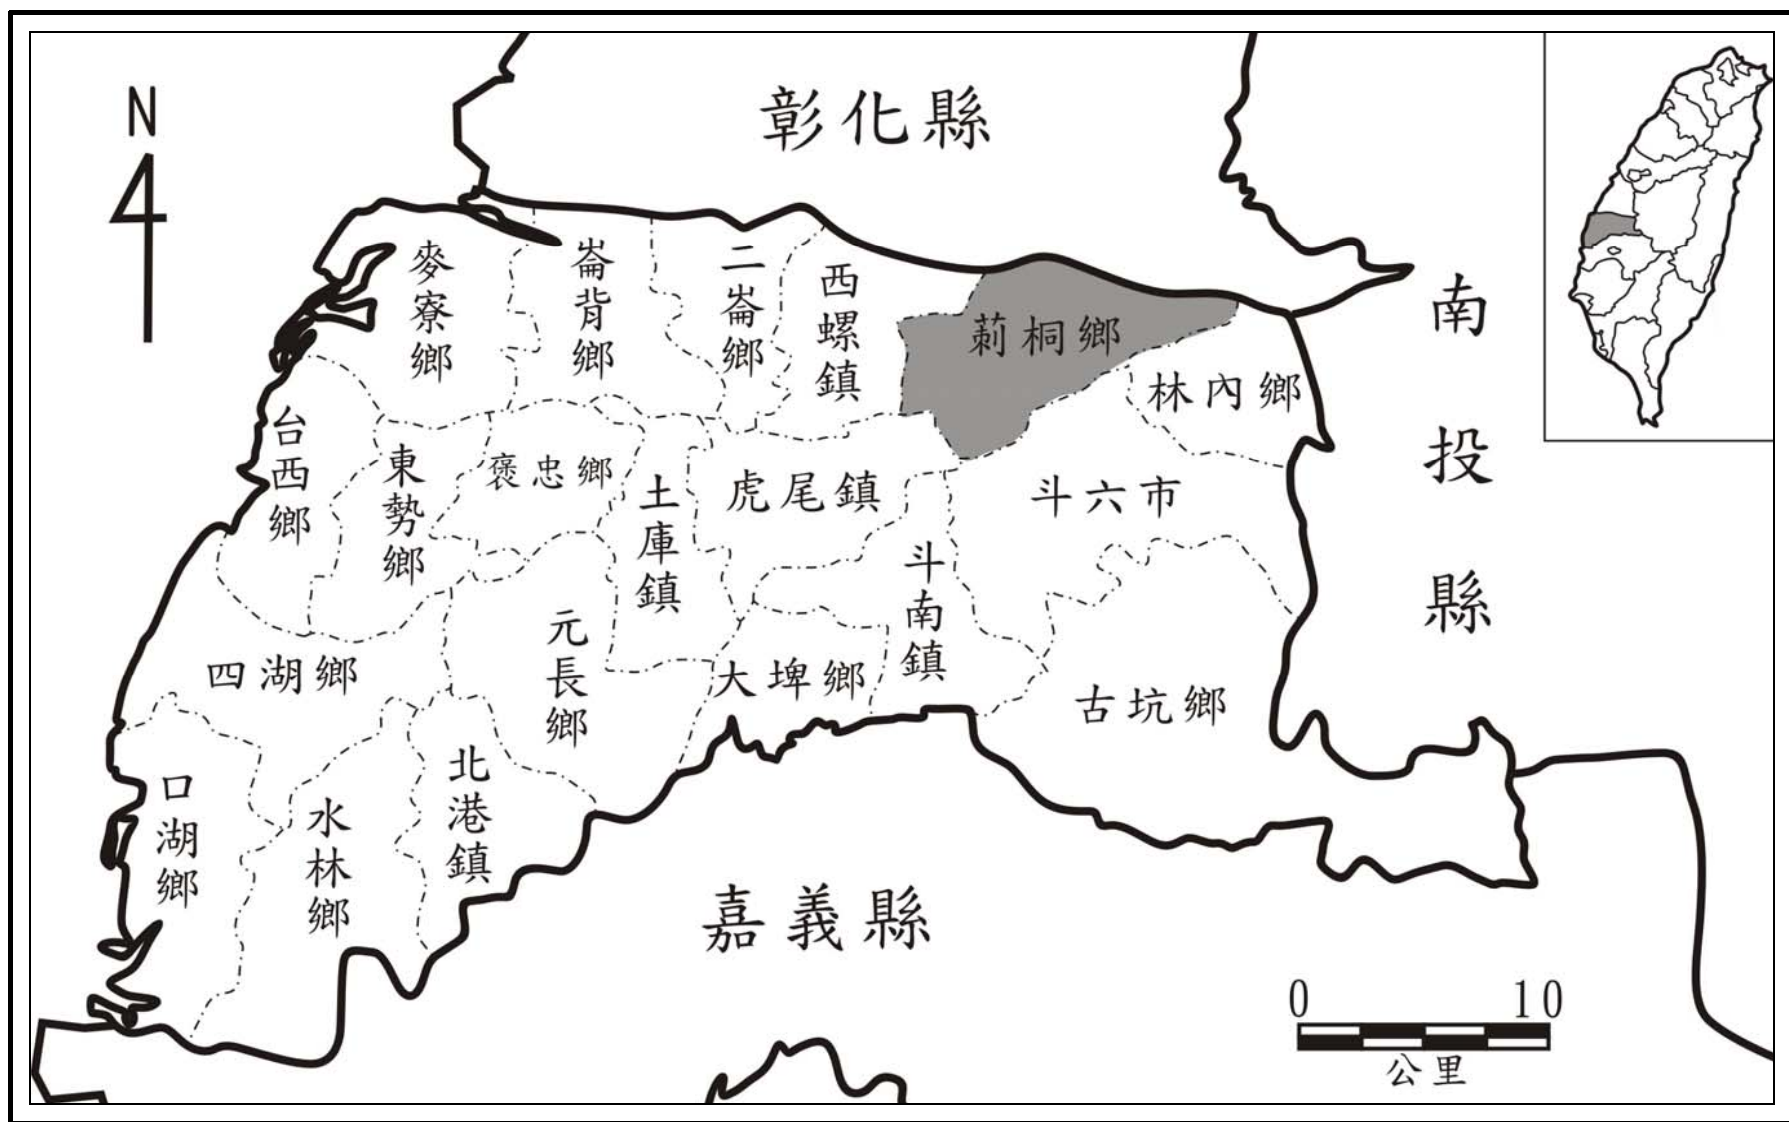 N
彰化縣
南投縣
嘉義縣
麥寮鄉
崙背鄉
二崙鄉
西螺鎮
莿桐鄉
林內鄉
台西鄉
東勢鄉
褒忠鄉
土庫鎮
虎尾鎮
斗六市
斗南鎮
四湖鄉
元長鄉
大埤鄉
古坑鄉
口湖鄉
水林鄉
北港鎮
0 10
公里